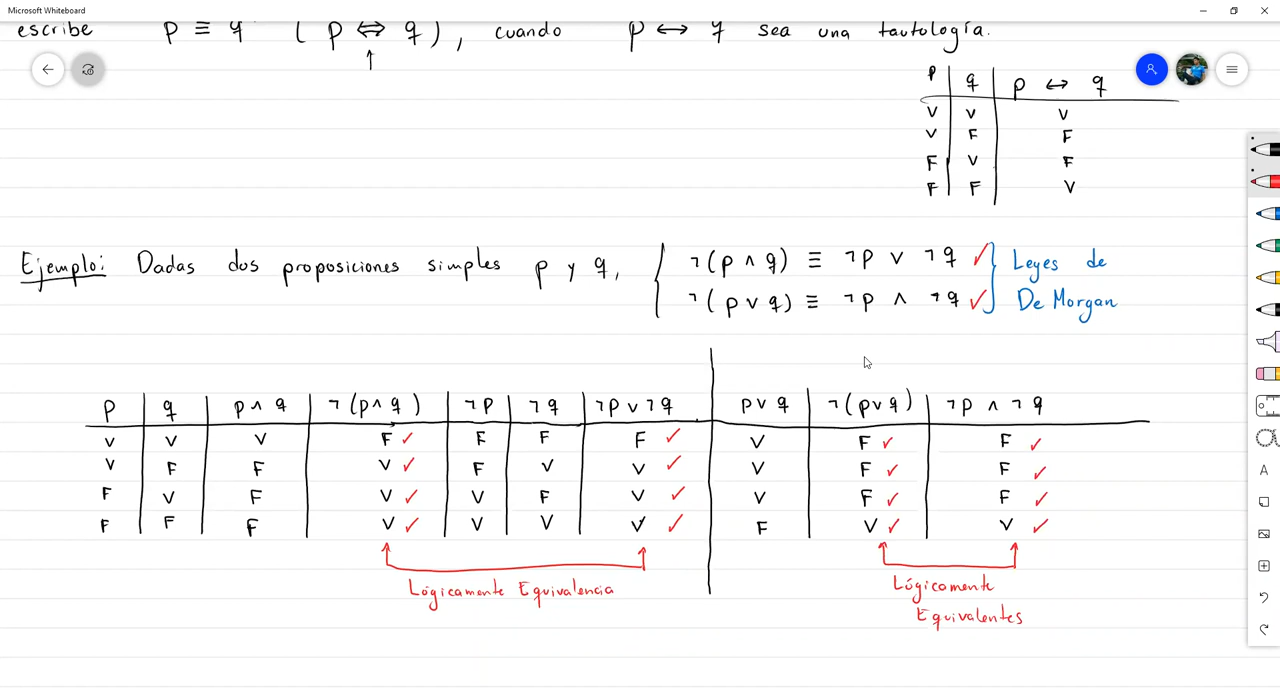 Microsoft Whiteboard
escribe p ≡ q ( p ⇔ q ), cuando p ↔ q sea una tautología.
↑
p q p ↔ q
V V V
V F F
F V F
F F V
Ejemplo: Dadas dos proposiciones simples p y q, { ¬(p ∧ q) ≡ ¬p ∨ ¬q ✓ } Leyes de
¬(p ∨ q) ≡ ¬p ∧ ¬q ✓ De Morgan
p q p ∧ q ¬(p ∧ q) ¬p ¬q ¬p ∨ ¬q p ∨ q ¬(p ∨ q) ¬p ∧ ¬q
V V V F ✓ F F F ✓ V F ✓ F ✓
V F F V ✓ F V V ✓ V F ✓ F ✓
F V F V ✓ V F V ✓ V F ✓ F ✓
F F F V ✓ V V V ✓ F V ✓ V ✓
Lógicamente Equivalencia
Lógicamente
Equivalentes
A